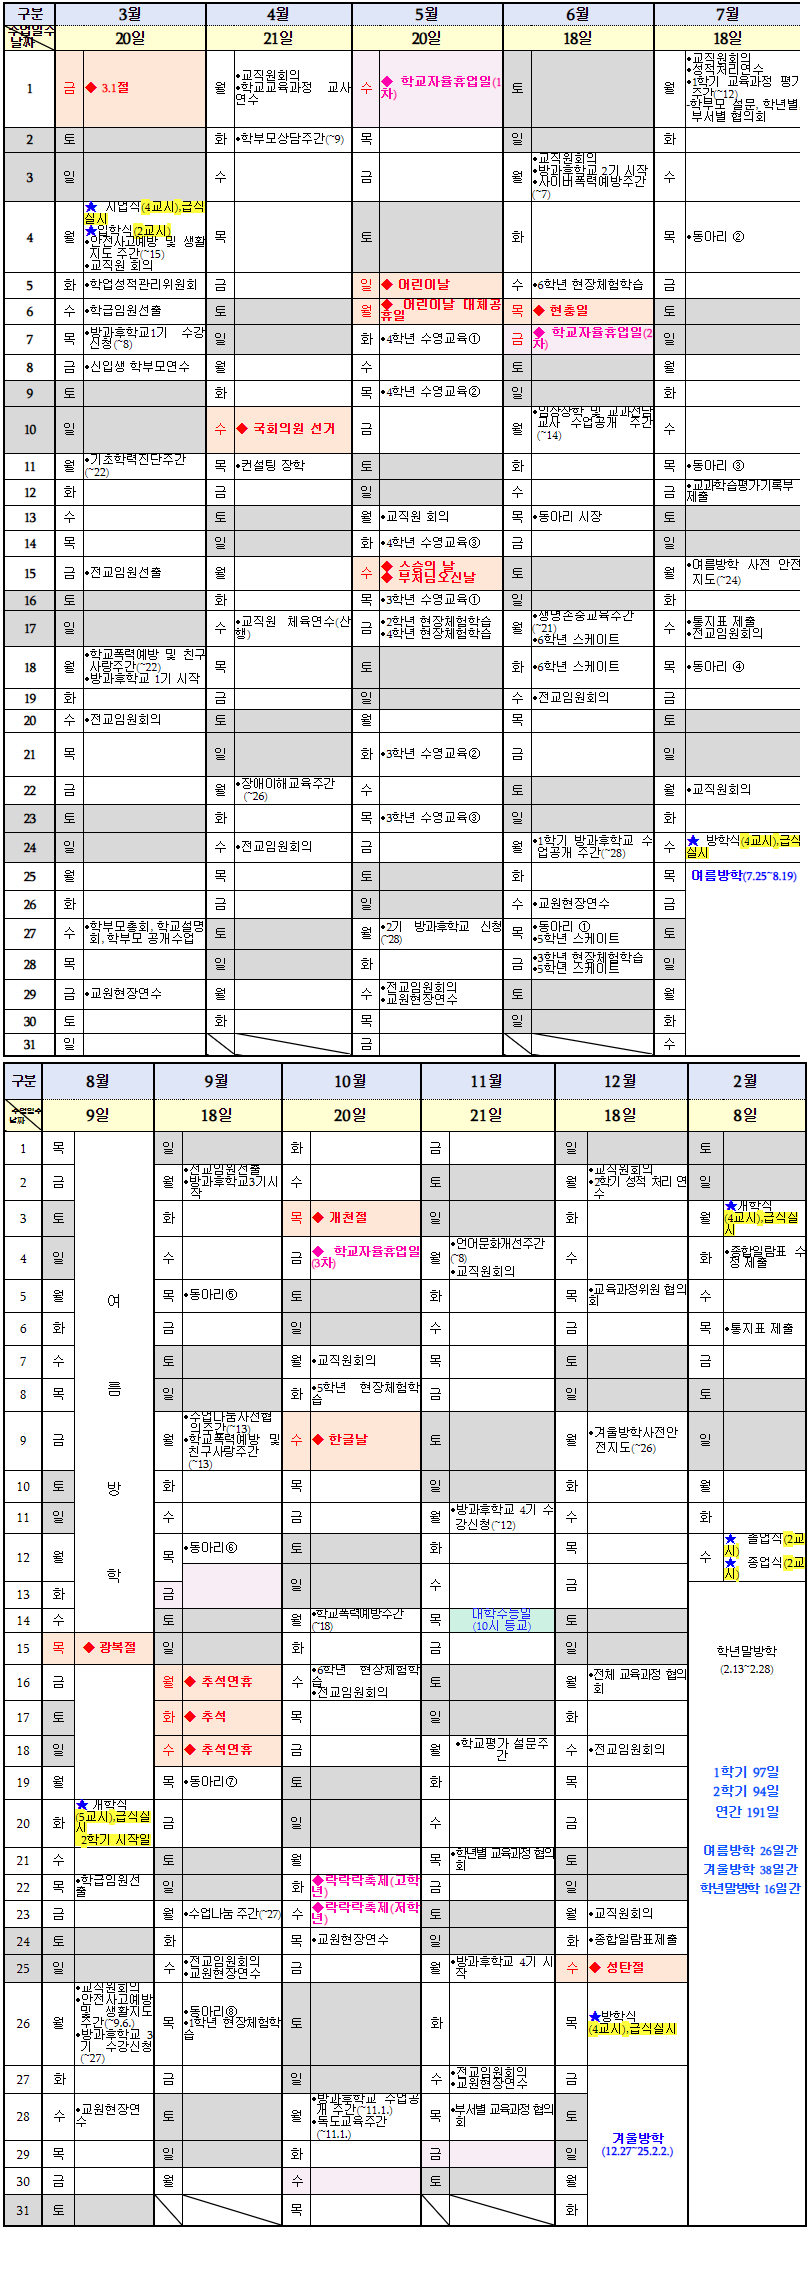 구분 3월 4월 5월 6월 7월
수업일수 날짜 20일 21일 20일 18일 18일
1 금 ◆ 3.1절 월 •교직원회의 •학교교육과정 교사 연수 수 ◆ 학교자율휴업일(1차) 토 월 •교직원회의 •성적처리연수 •1학기 교육과정 평가 주간(~12) -학부모 설문, 학년별 부서별 협의회
2 토 화 •학부모상담주간(~9) 목 일 화
3 일 수 금 월 •교직원회의 •방과후학교 2기 시작 •사이버폭력예방주간(~7) 수
4 월 ★ 시업식(4교시),급식실시 ★입학식(2교시) •안전사고예방 및 생활지도 주간(~15) •교직원 회의 목 토 화 목 •동아리 ②
5 화 •학업성적관리위원회 금 일 ◆ 어린이날 수 •6학년 현장체험학습 금
6 수 •학급임원선출 토 월 ◆ 어린이날 대체공휴일 목 ◆ 현충일 토
7 목 •방과후학교1기 수강신청(~8) 일 화 •4학년 수영교육① 금 ◆ 학교자율휴업일(2차) 일
8 금 •신입생 학부모연수 월 수 토 월
9 토 화 목 •4학년 수영교육② 일 화
10 일 수 ◆ 국회의원 선거 금 월 •임상장학 및 교과전담교사 수업공개 주간(~14) 수
11 월 •기초학력진단주간(~22) 목 •컨설팅 장학 토 화 목 •동아리 ③
12 화 금 일 수 금 •교과학습평가기록부 제출
13 수 토 월 •교직원 회의 목 •동아리 시장 토
14 목 일 화 •4학년 수영교육③ 금 일
15 금 •전교임원선출 월 수 ◆ 스승의 날 ◆ 부처님오신날 토 월 •여름방학 사전 안전지도(~24)
16 토 화 목 •3학년 수영교육① 일 화
17 일 수 •교직원 체육연수(산행) 금 •2학년 현장체험학습 •4학년 현장체험학습 월 •생명존중교육주간(~21) •6학년 스케이트 수 •통지표 제출 •전교임원회의
18 월 •학교폭력예방 및 친구사랑주간(~22) •방과후학교 1기 시작 목 토 화 •6학년 스케이트 목 •동아리 ④
19 화 금 일 수 •전교임원회의 금
20 수 •전교임원회의 토 월 목 토
21 목 일 화 •3학년 수영교육② 금 일
22 금 월 •장애이해교육주간(~26) 수 토 월 •교직원회의
23 토 화 목 •3학년 수영교육③ 일 화
24 일 수 •전교임원회의 금 월 •1학기 방과후학교 수업공개 주간(~28) 수 ★ 방학식(4교시),급식실시
25 월 목 토 화 목 여름방학(7.25~8.19)
26 화 금 일 수 •교원현장연수 금
27 수 •학부모총회, 학교설명회, 학부모 공개수업 토 월 •2기 방과후학교 신청(~28) 목 •동아리 ① •5학년 스케이트 토
28 목 일 화 금 •3학년 현장체험학습 •5학년 스케이트 일
29 금 •교원현장연수 월 수 •전교임원회의 •교원현장연수 토 월
30 토 화 목 일 화
31 일 금 수
구분 8월 9월 10월 11월 12월 2월
수업일수 날짜 9일 18일 20일 21일 18일 8일
1 목 일 화 금 일 토
2 금 월 •전교임원선출 •방과후학교3기시작 수 토 월 •교직원회의 •2학기 성적 처리 연수 일
3 토 화 목 ◆ 개천절 일 화 월 ★개학식 (4교시),급식실시
4 일 수 금 ◆ 학교자율휴업일(3차) 월 •언어문화개선주간(~8) •교직원회의 수 화 •종합일람표 수정 제출
5 월 여 목 •동아리⑤ 토 화 목 •교육과정위원 협의회 수
6 화 금 일 수 금 목 •통지표 제출
7 수 토 월 •교직원회의 목 토 금
8 목 름 일 화 •5학년 현장체험학습 금 일 토
9 금 월 •수업나눔사전협의주간(~13) •학교폭력예방 및 친구사랑주간(~13) 수 ◆ 한글날 토 월 •겨울방학사전안전지도(~26) 일
10 토 방 화 목 일 화 월
11 일 수 금 월 •방과후학교 4기 수강신청(~12) 수 화
12 월 학 목 •동아리⑥ 토 화 목 수 ★ 졸업식(2교시) ★ 종업식(2교시)
13 화 금 일 수 금
14 수 토 월 •학교폭력예방주간(~18) 목 대학수능일 (10시 등교) 토
15 목 ◆ 광복절 일 화 금 일 학년말방학 (2.13~2.28)
16 금 월 ◆ 추석연휴 수 •6학년 현장체험학습 •전교임원회의 토 월 •전체 교육과정 협의회
17 토 화 ◆ 추석 목 일 화
18 일 수 ◆ 추석연휴 금 월 •학교평가 설문주간 수 •전교임원회의 1학기 97일
19 월 목 •동아리⑦ 토 화 목 2학기 94일 연간 191일
20 화 ★ 개학식 (5교시),급식실시 2학기 시작일 금 일 수 금
21 수 토 월 목 •학년별 교육과정 협의회 토 여름방학 26일간
22 목 •학급임원선출 일 화 ◆락락락축제(고학년) 금 일 겨울방학 38일간 학년말방학 16일간
23 금 월 •수업나눔 주간(~27) 수 ◆락락락축제(저학년) 토 월 •교직원회의
24 토 화 목 •교원현장연수 일 화 •종합일람표제출
25 일 수 •전교임원회의 •교원현장연수 금 월 •방과후학교 4기 시작 수 ◆ 성탄절
26 월 •교직원회의 •안전사고예방 및 생활지도 주간(~9.6.) •방과후학교 3기 수강신청(~27) 목 •동아리⑧ •1학년 현장체험학습 토 화 목 ★방학식 (4교시),급식실시
27 화 금 일 수 •전교임원회의 •교원현장연수 금
28 수 •교원현장연수 토 월 •방과후학교 수업공개 주간(~11.1.) •독도교육주간(~11.1.) 목 •부서별 교육과정 협의회 토 겨울방학 (12.27~25.2.2.)
29 목 일 화 금 일
30 금 월 수 토 월
31 토 목 화